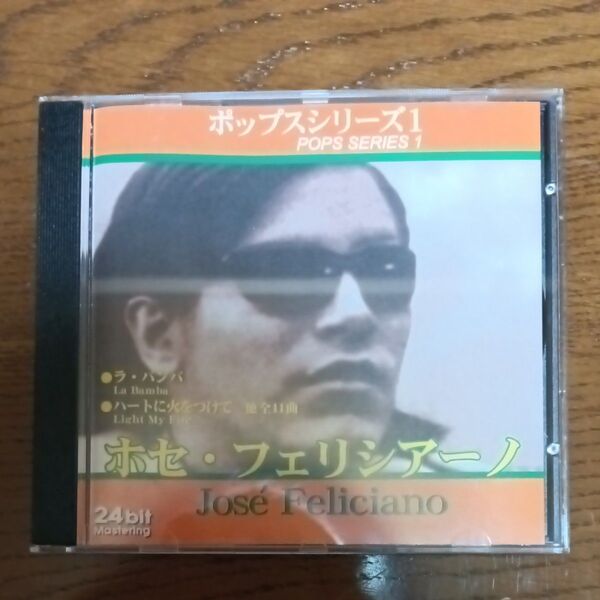 ポップスシリーズ1
POPS SERIES 1
●ラ・バンバ
La Bamba
●ハートに火をつけて 他全11曲
Light My Fire
ホセ・フェリシアーノ
José Feliciano
24bit
Mastering